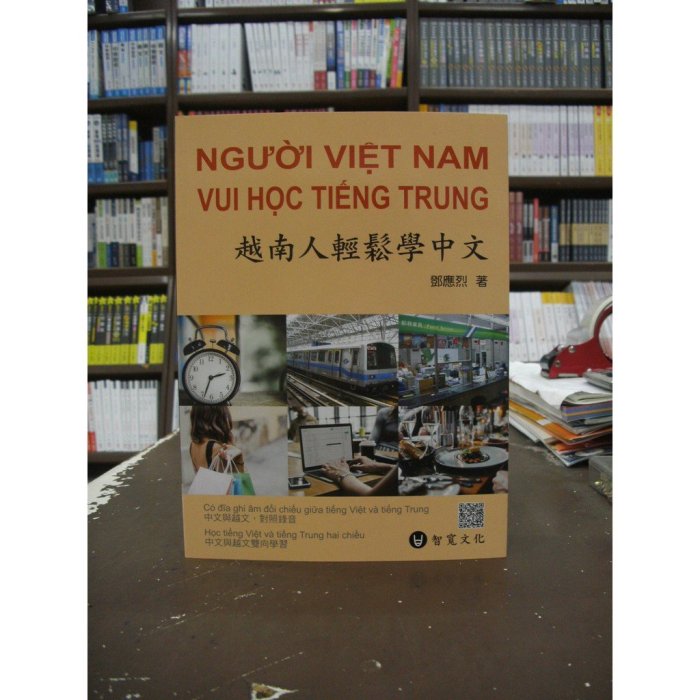 NGƯỜI VIỆT NAM
VUI HỌC TIẾNG TRUNG
越南人輕鬆學中文
鄧應烈 著
Có đĩa ghi âm đối chiếu giữa tiếng Việt và tiếng Trung
中文與越文，對照錄音
Học tiếng Việt và tiếng Trung hai chiều
中文與越文雙向學習
智寬文化